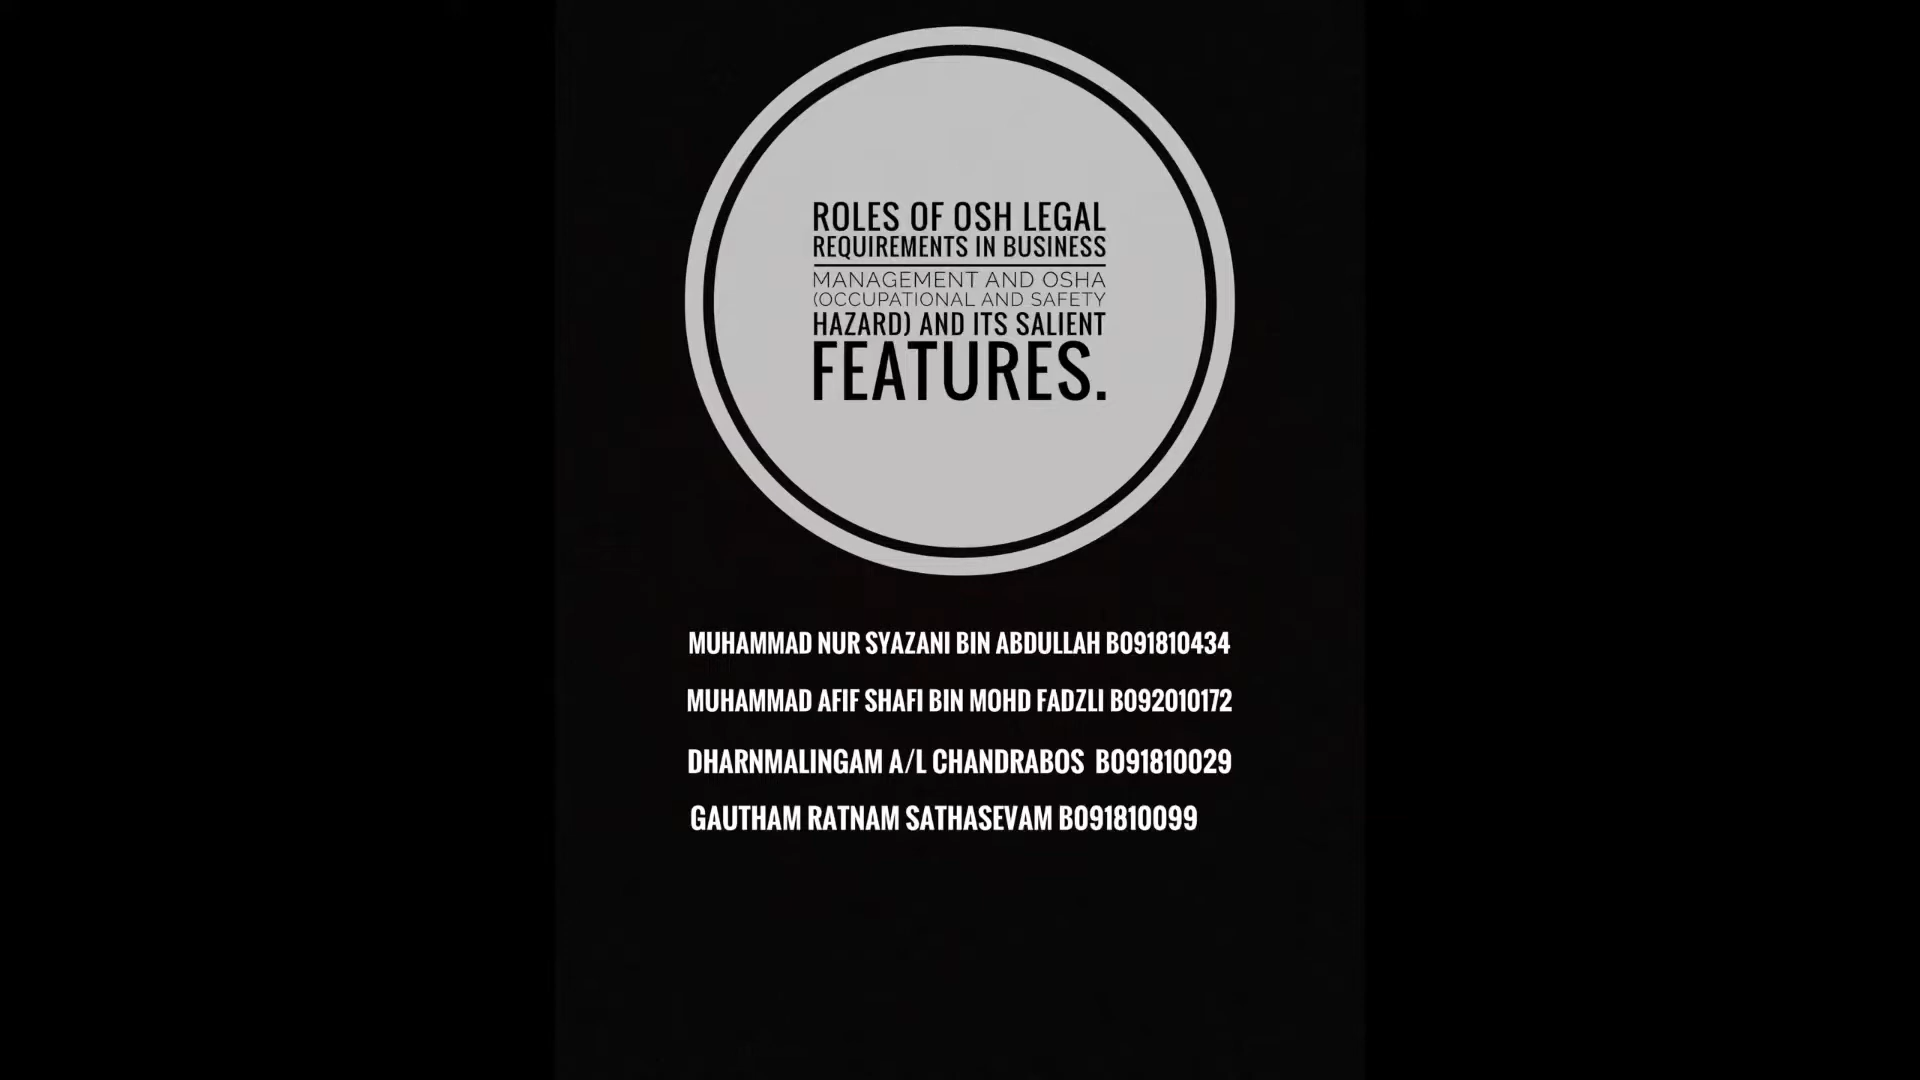 ROLES OF OSH LEGAL
REQUIREMENTS IN BUSINESS
MANAGEMENT AND OSHA
(OCCUPATIONAL AND SAFETY
HAZARD) AND ITS SALIENT
FEATURES.
MUHAMMAD NUR SYAZANI BIN ABDULLAH B091810434
MUHAMMAD AFIF SHAFI BIN MOHD FADZLI B092010172
DHARNMALINGAM A/L CHANDRABOS B091810029
GAUTHAM RATNAM SATHASEVAM B091810099